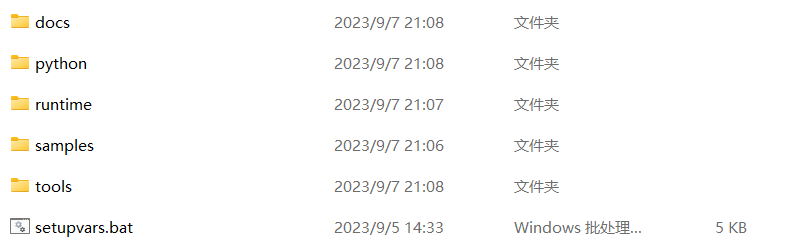 docs 2023/9/7 21:08 文件夹
python 2023/9/7 21:08 文件夹
runtime 2023/9/7 21:07 文件夹
samples 2023/9/7 21:06 文件夹
tools 2023/9/7 21:08 文件夹
setupvars.bat 2023/9/5 14:33 Windows 批处理... 5 KB